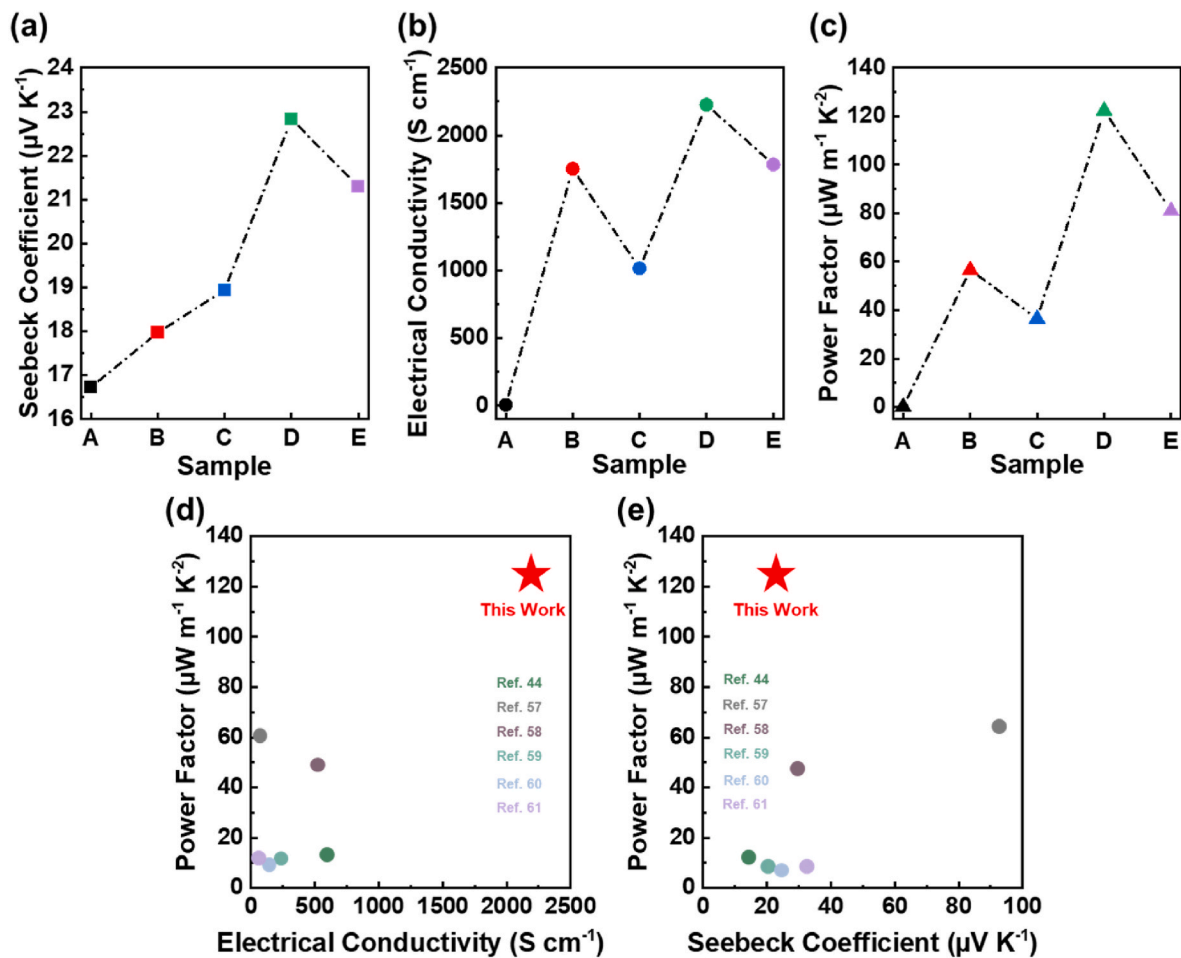 (a)
Seebeck Coefficient (µV K⁻¹)
24
23
22
21
20
19
18
17
16
A B C D E
Sample
(b)
Electrical Conductivity (S cm⁻¹)
2500
2000
1500
1000
500
0
A B C D E
Sample
(c)
Power Factor (µW m⁻¹ K⁻²)
140
120
100
80
60
40
20
0
A B C D E
Sample
(d)
Power Factor (µW m⁻¹ K⁻²)
140
120
100
80
60
40
20
0
This Work
Ref. 44
Ref. 57
Ref. 58
Ref. 59
Ref. 60
Ref. 61
0 500 1000 1500 2000 2500
Electrical Conductivity (S cm⁻¹)
(e)
Power Factor (µW m⁻¹ K⁻²)
140
120
100
80
60
40
20
0
This Work
Ref. 44
Ref. 57
Ref. 58
Ref. 59
Ref. 60
Ref. 61
0 20 40 60 80 100
Seebeck Coefficient (µV K⁻¹)